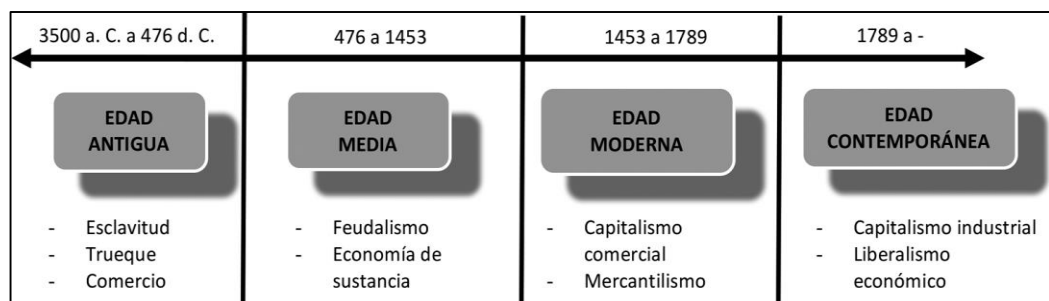 3500 a. C. a 476 d. C.
476 a 1453
1453 a 1789
1789 a -
EDAD
ANTIGUA
EDAD
MEDIA
EDAD
MODERNA
EDAD
CONTEMPORÁNEA
- Esclavitud
- Trueque
- Comercio
- Feudalismo
- Economía de
sustancia
- Capitalismo
comercial
- Mercantilismo
- Capitalismo industrial
- Liberalismo
económico